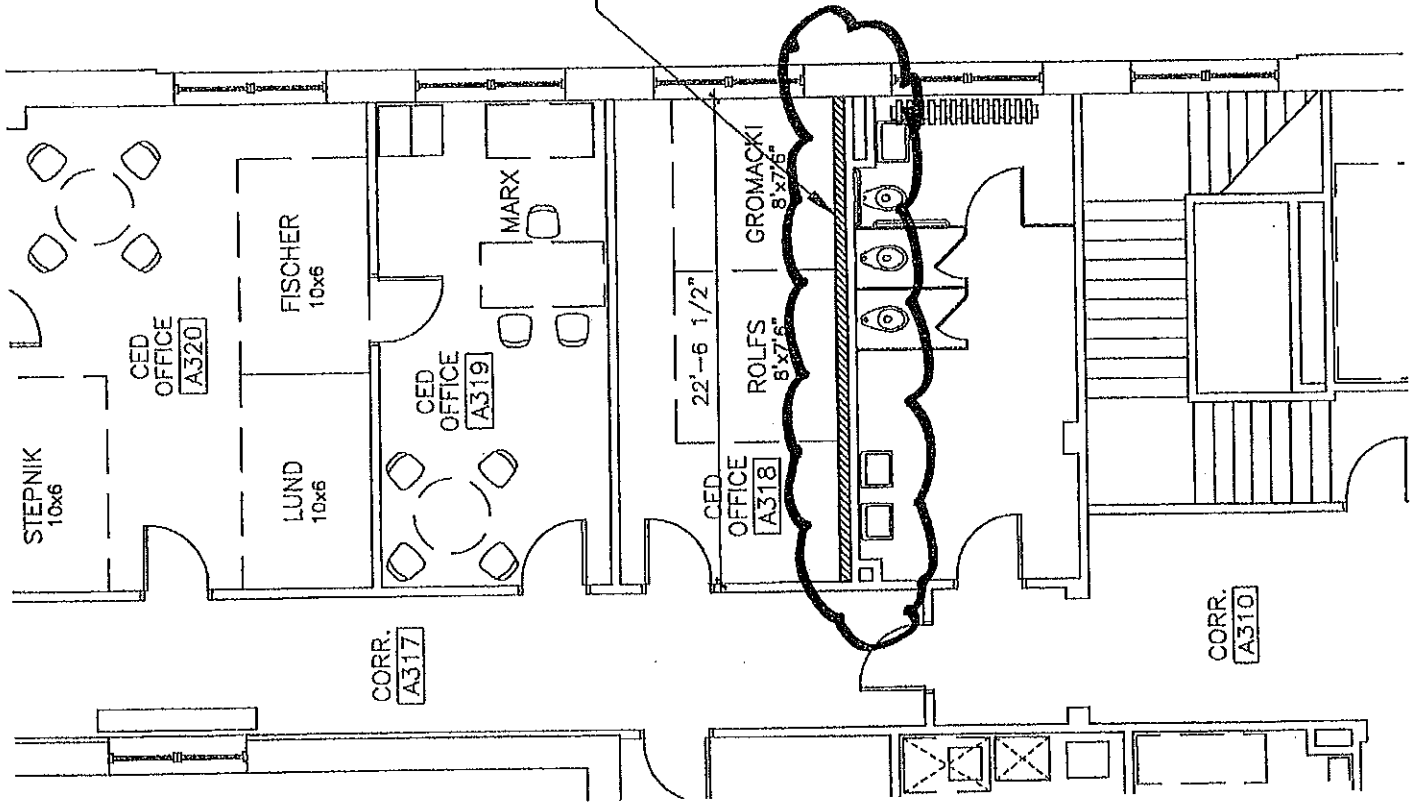 STEPNIK
10x6
CED
OFFICE
A320
FISCHER
10x6
LUND
10x6
MARX
CED
OFFICE
A319
GROMACKI
8'x7'6"
ROLFS
8'x7'6"
22'-6 1/2"
CED
OFFICE
A318
CORR.
A317
CORR.
A310